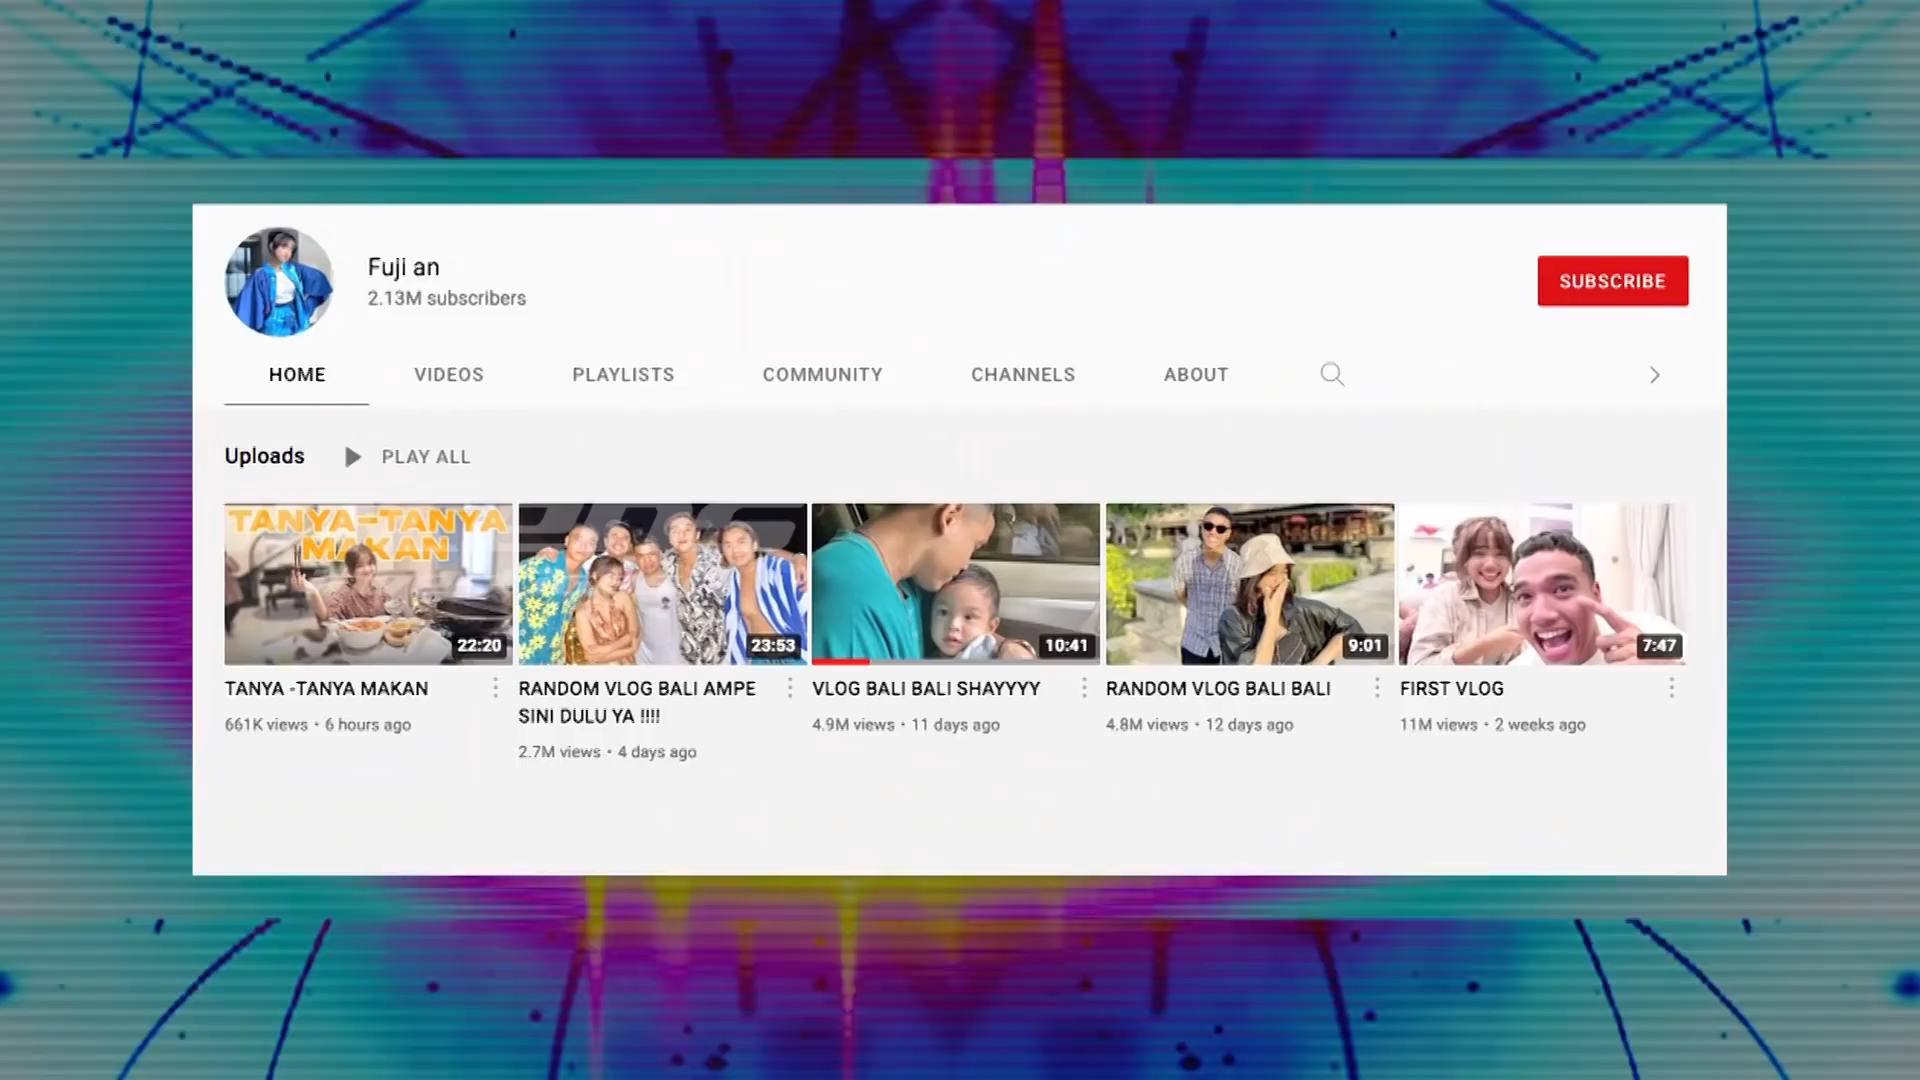 Fuji an
2.13M subscribers
SUBSCRIBE
HOME
VIDEOS
PLAYLISTS
COMMUNITY
CHANNELS
ABOUT
Uploads
PLAY ALL
TANYA-TANYA
MAKAN
22:20
23:53
10:41
9:01
7:47
TANYA -TANYA MAKAN
661K views • 6 hours ago
RANDOM VLOG BALI AMPE
SINI DULU YA !!!!
2.7M views • 4 days ago
VLOG BALI BALI SHAYYYY
4.9M views • 11 days ago
RANDOM VLOG BALI BALI
4.8M views • 12 days ago
FIRST VLOG
11M views • 2 weeks ago